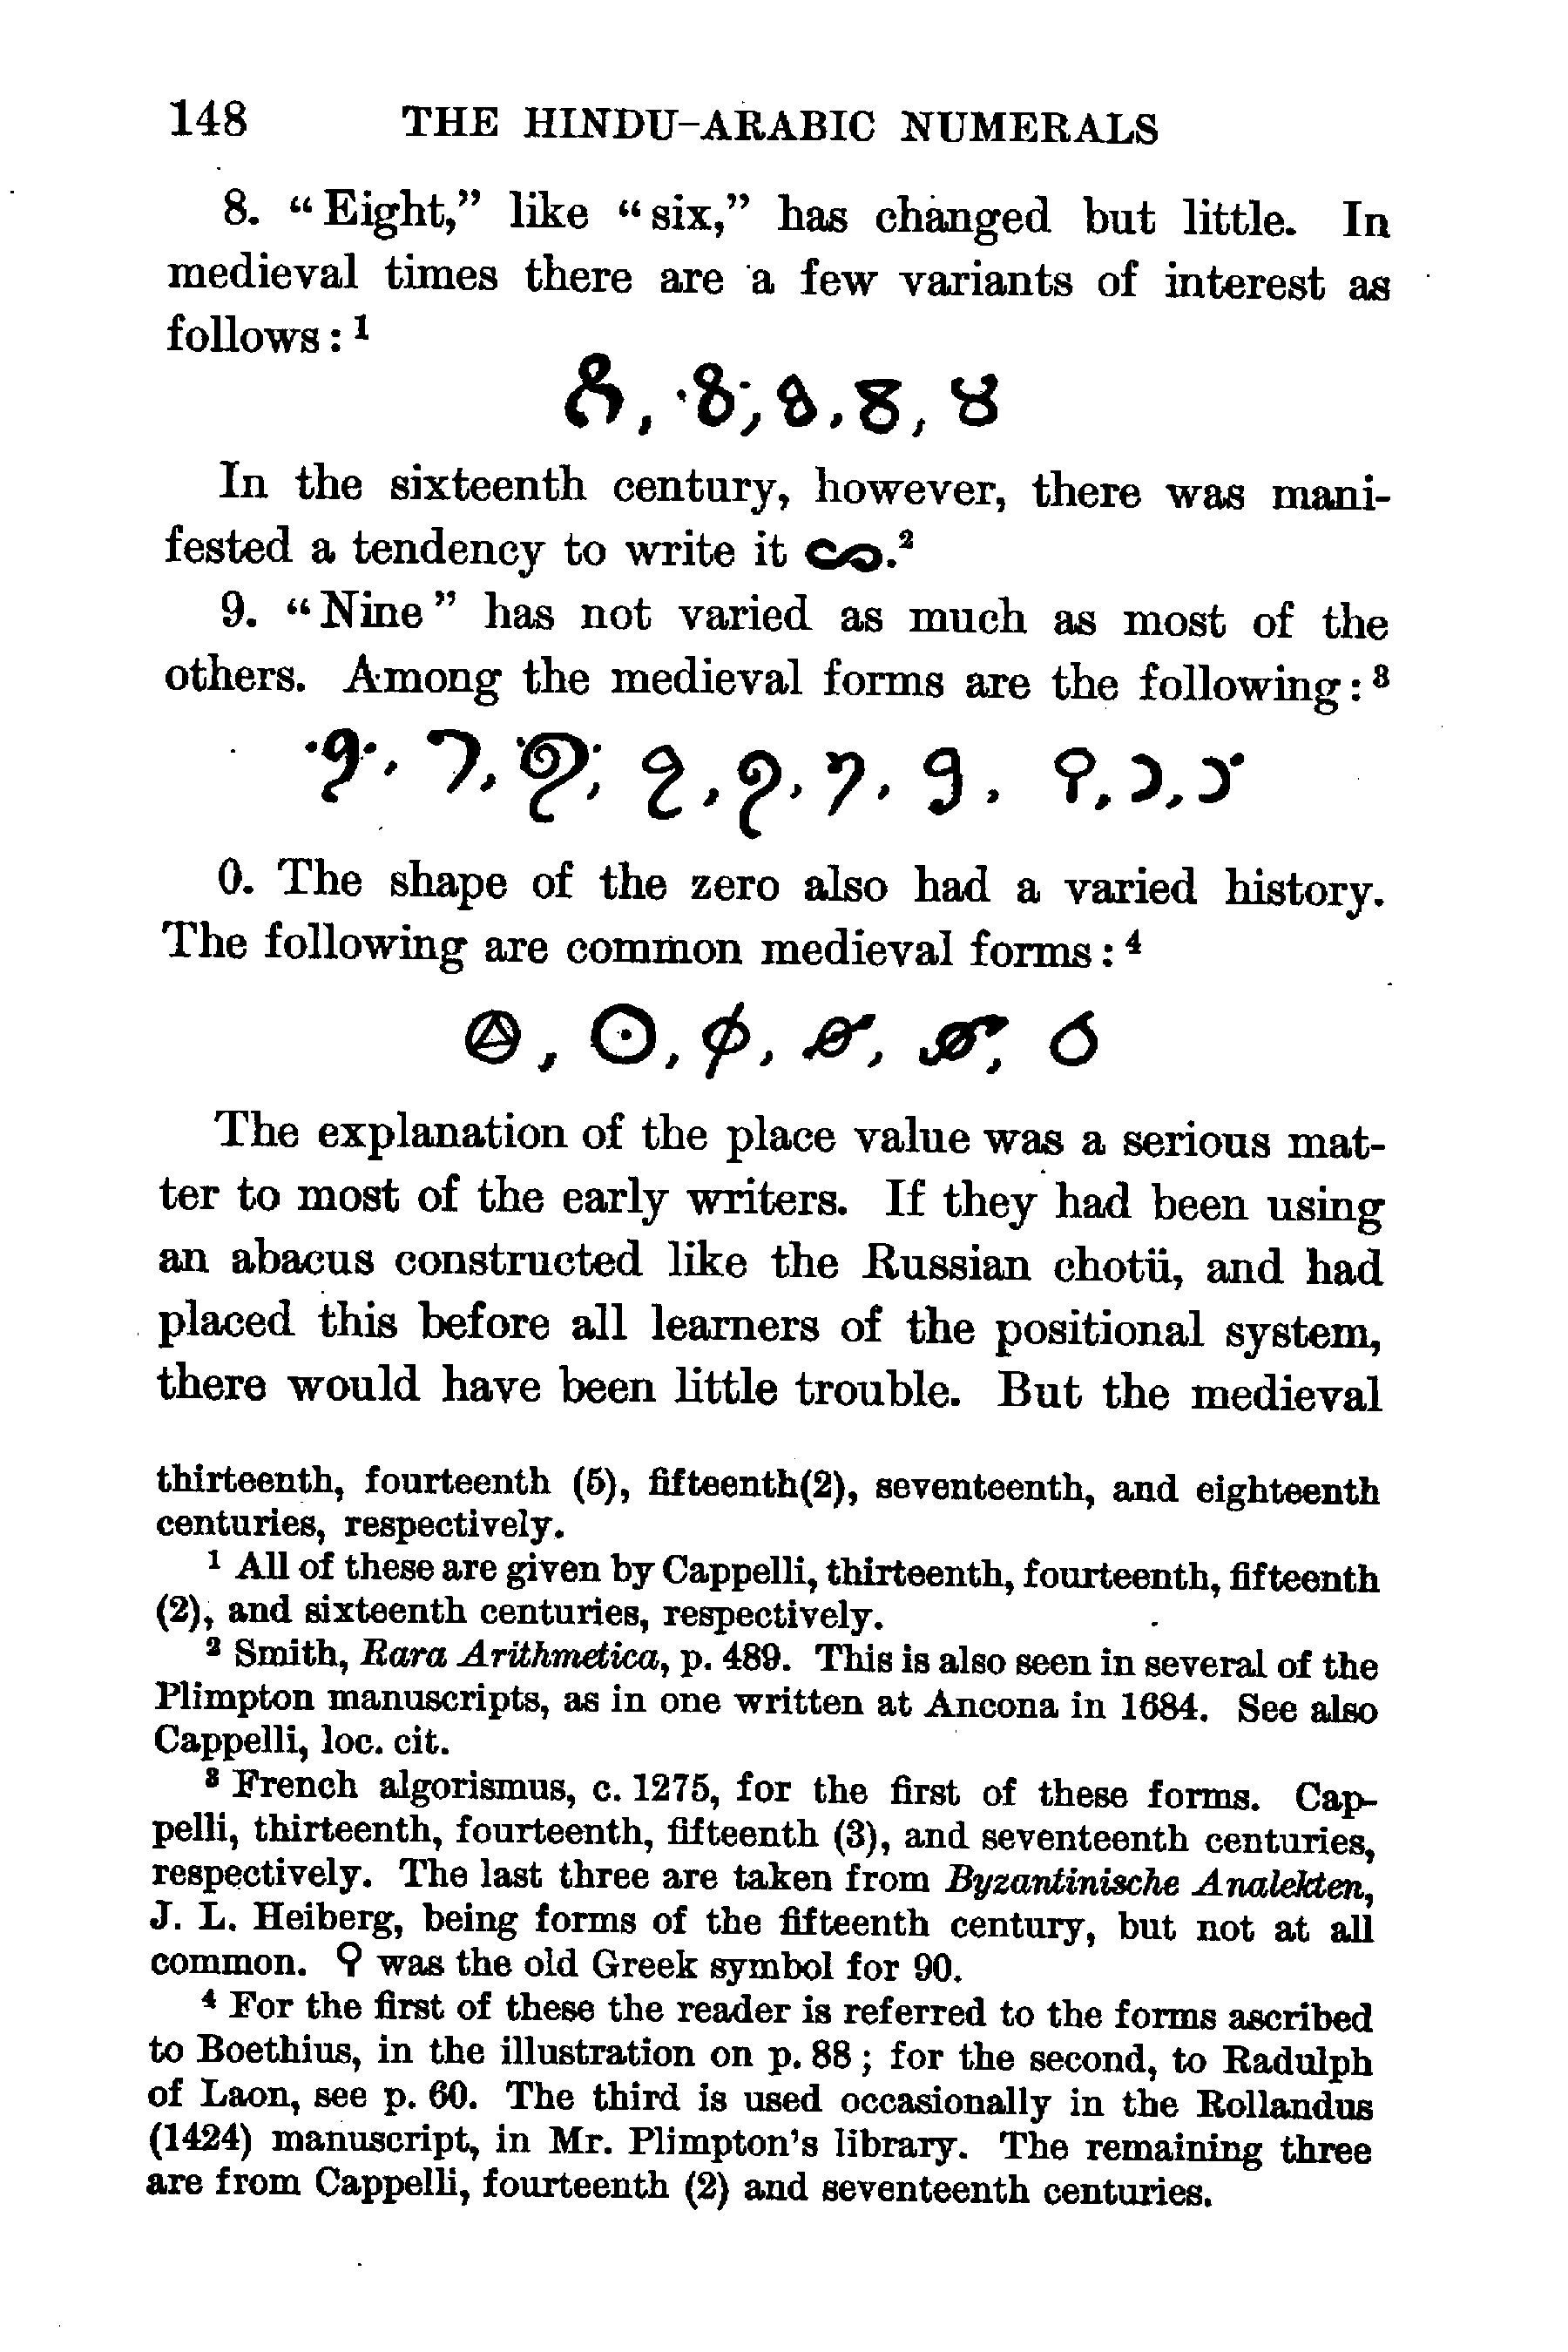 148 THE HINDU-ARABIC NUMERALS
8. “Eight,” like “six,” has changed but little. In
medieval times there are a few variants of interest as
follows: ¹
In the sixteenth century, however, there was mani-
fested a tendency to write it ∽.²
9. “Nine” has not varied as much as most of the
others. Among the medieval forms are the following: ³
0. The shape of the zero also had a varied history.
The following are common medieval forms: ⁴
The explanation of the place value was a serious mat-
ter to most of the early writers. If they had been using
an abacus constructed like the Russian chotü, and had
placed this before all learners of the positional system,
there would have been little trouble. But the medieval
thirteenth, fourteenth (5), fifteenth(2), seventeenth, and eighteenth
centuries, respectively.
¹ All of these are given by Cappelli, thirteenth, fourteenth, fifteenth
(2), and sixteenth centuries, respectively.
² Smith, Rara Arithmetica, p. 489. This is also seen in several of the
Plimpton manuscripts, as in one written at Ancona in 1684. See also
Cappelli, loc. cit.
³ French algorismus, c. 1275, for the first of these forms. Cap-
pelli, thirteenth, fourteenth, fifteenth (3), and seventeenth centuries,
respectively. The last three are taken from Byzantinische Analekten,
J. L. Heiberg, being forms of the fifteenth century, but not at all
common. Ϙ was the old Greek symbol for 90.
⁴ For the first of these the reader is referred to the forms ascribed
to Boethius, in the illustration on p. 88; for the second, to Radulph
of Laon, see p. 60. The third is used occasionally in the Rollandus
(1424) manuscript, in Mr. Plimpton’s library. The remaining three
are from Cappelli, fourteenth (2) and seventeenth centuries.